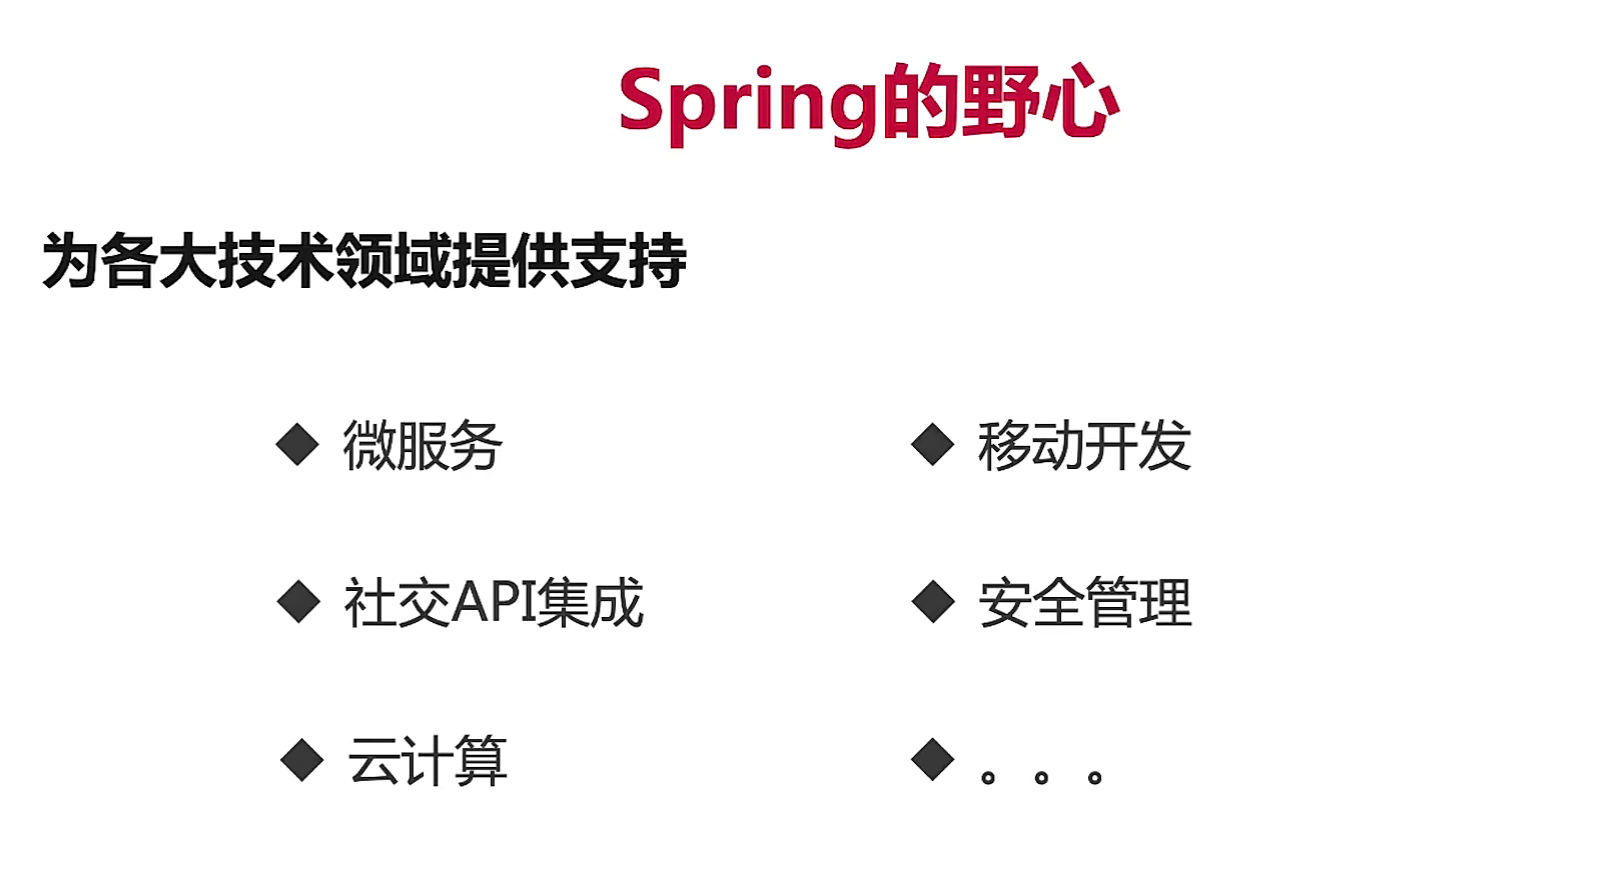 Spring的野心
为各大技术领域提供支持
◆ 微服务
◆ 移动开发
◆ 社交API集成
◆ 安全管理
◆ 云计算
◆ 。。。